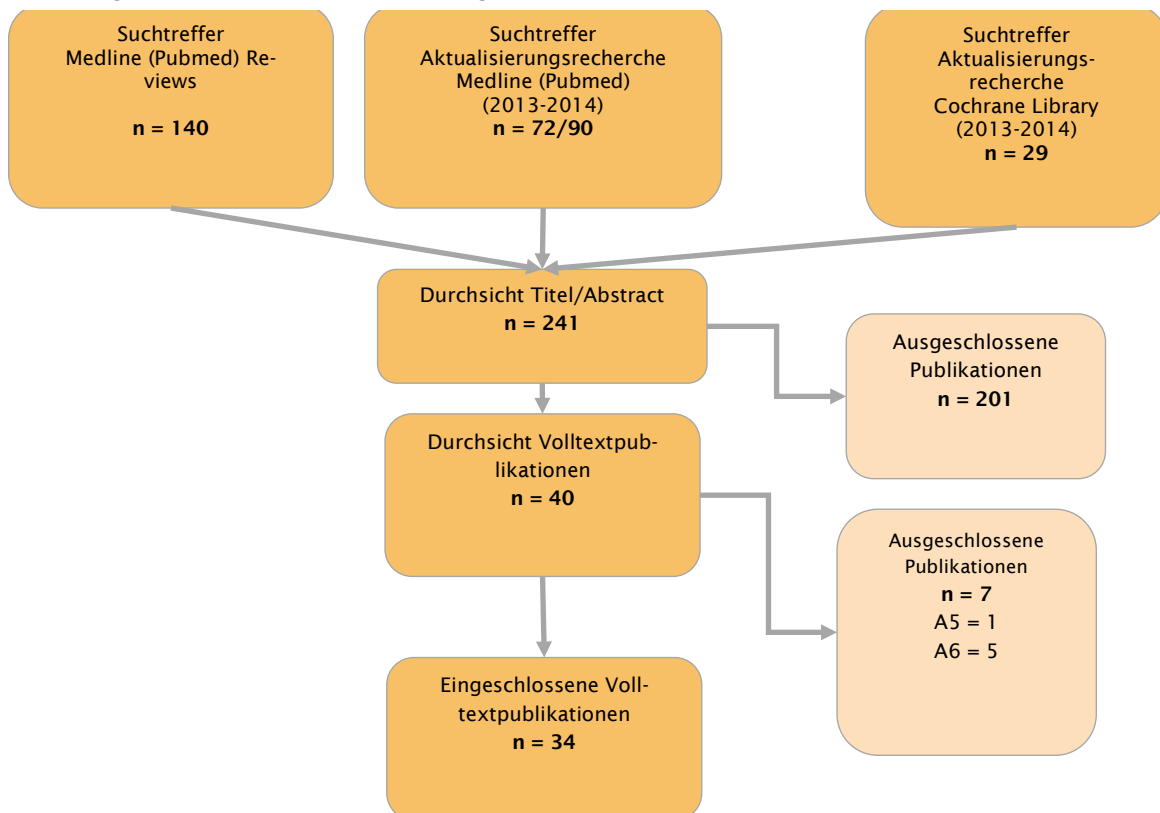 Suchtreffer
Medline (Pubmed) Re-
views
n = 140
Suchtreffer
Aktualisierungsrecherche
Medline (Pubmed)
(2013-2014)
n = 72/90
Suchtreffer
Aktualisierungs-
recherche
Cochrane Library
(2013-2014)
n = 29
Durchsicht Titel/Abstract
n = 241
Ausgeschlossene
Publikationen
n = 201
Durchsicht Volltextpub-
likationen
n = 40
Ausgeschlossene
Publikationen
n = 7
A5 = 1
A6 = 5
Eingeschlossene Voll-
textpublikationen
n = 34